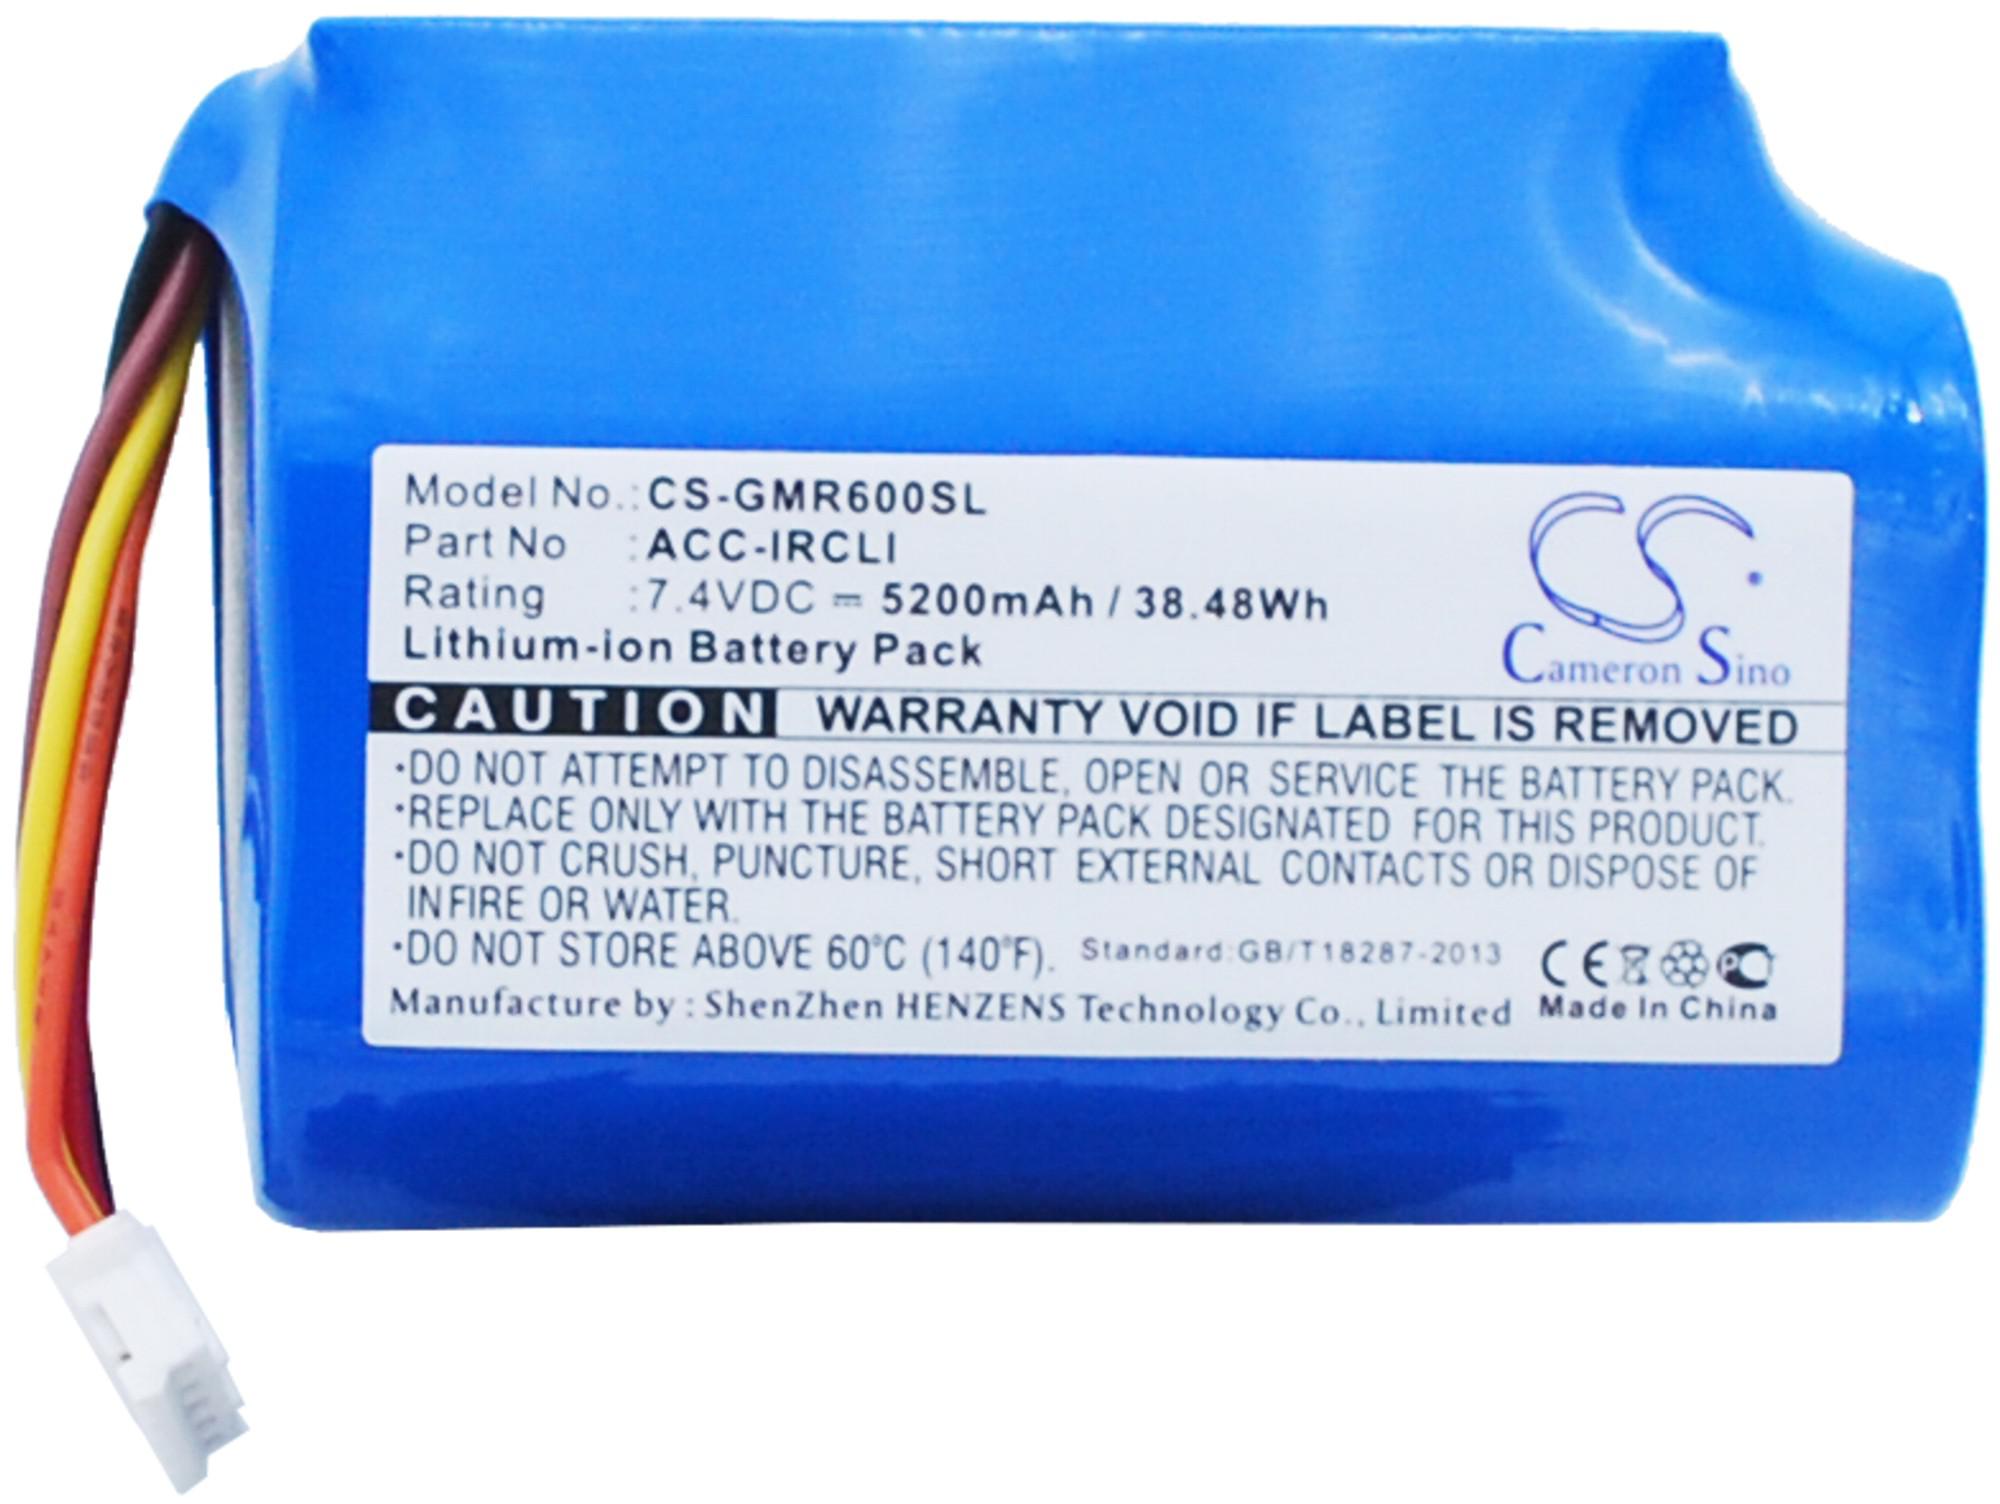 Model No.: CS-GMR600SL
Part No : ACC-IRCLI
Rating : 7.4VDC ⎓ 5200mAh / 38.48Wh
Lithium-ion Battery Pack
CS
Cameron Sino
CAUTION WARRANTY VOID IF LABEL IS REMOVED
·DO NOT ATTEMPT TO DISASSEMBLE, OPEN OR SERVICE THE BATTERY PACK.
·REPLACE ONLY WITH THE BATTERY PACK DESIGNATED FOR THIS PRODUCT.
·DO NOT CRUSH, PUNCTURE, SHORT EXTERNAL CONTACTS OR DISPOSE OF
IN FIRE OR WATER.
·DO NOT STORE ABOVE 60°C (140°F). Standard:GB/T18287-2013 CE
Manufacture by : ShenZhen HENZENS Technology Co., Limited Made In China